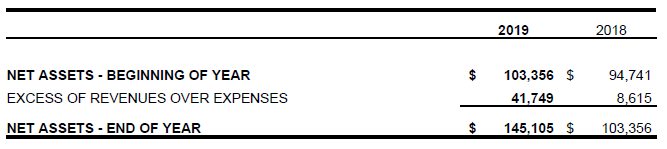 2019 2018
NET ASSETS - BEGINNING OF YEAR $ 103,356 $ 94,741
EXCESS OF REVENUES OVER EXPENSES 41,749 8,615
NET ASSETS - END OF YEAR $ 145,105 $ 103,356